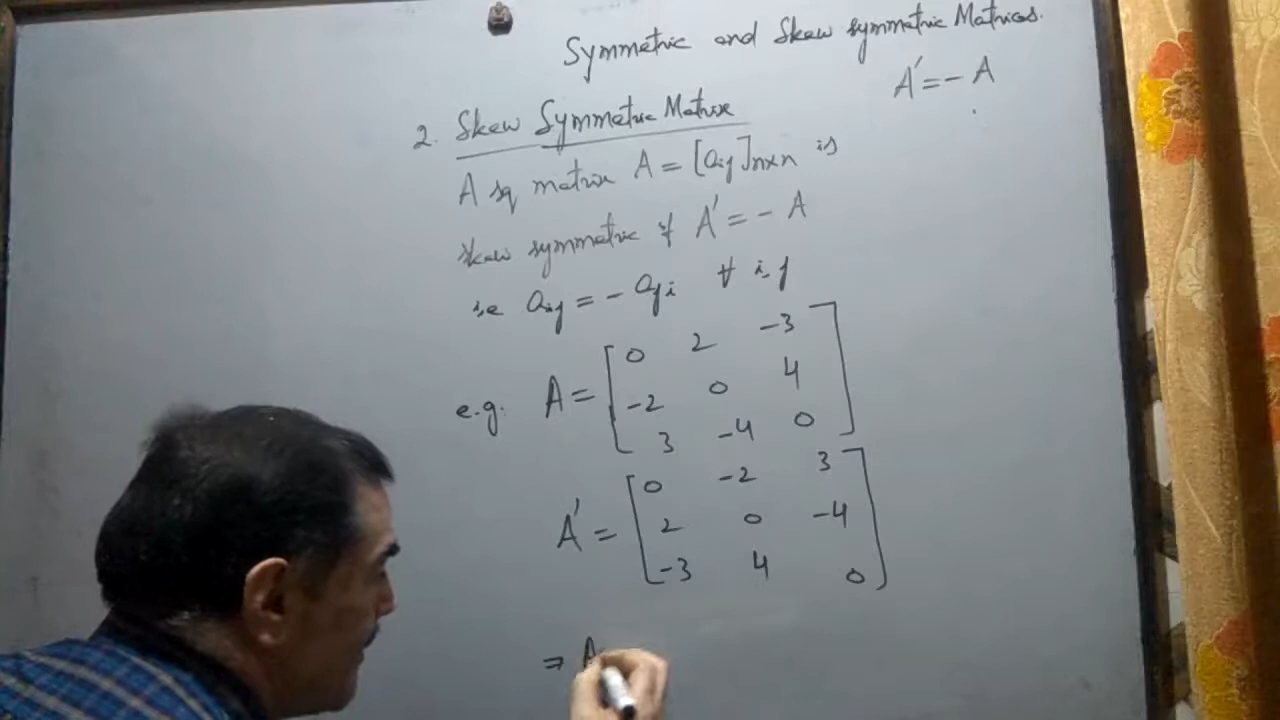 Symmetric and Skew symmetric Matrices.
A' = - A
2. Skew Symmetric Matrix
A sq matrix A = [aij]nxn is
skew symmetric if A' = - A
i.e aij = - aji ∀ i, j
e.g. A = [ 0 2 -3
-2 0 4
3 -4 0 ]
A' = [ 0 -2 3
2 0 -4
-3 4 0 ]
⇒ A